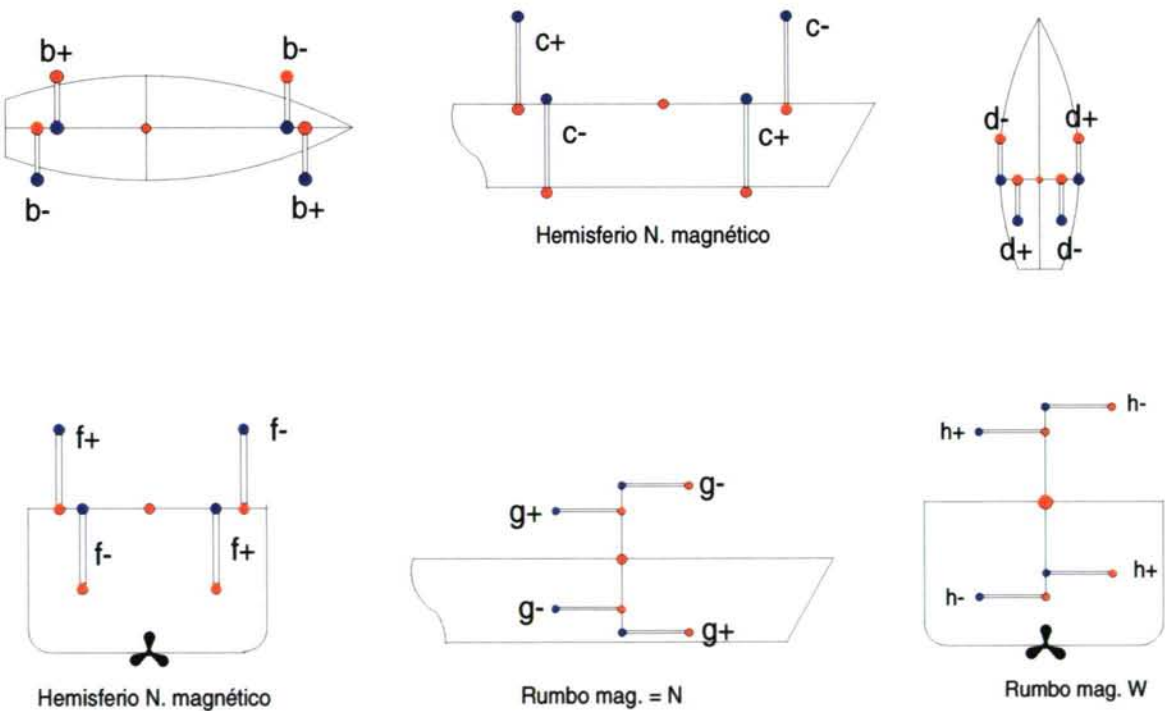 b+
b-
b-
b+
c+
c-
c-
c+
Hemisferio N. magnético
d-
d+
d+
d-
f+
f-
f-
f+
Hemisferio N. magnético
g-
g+
g-
g+
Rumbo mag. = N
h-
h+
h+
h-
Rumbo mag. W